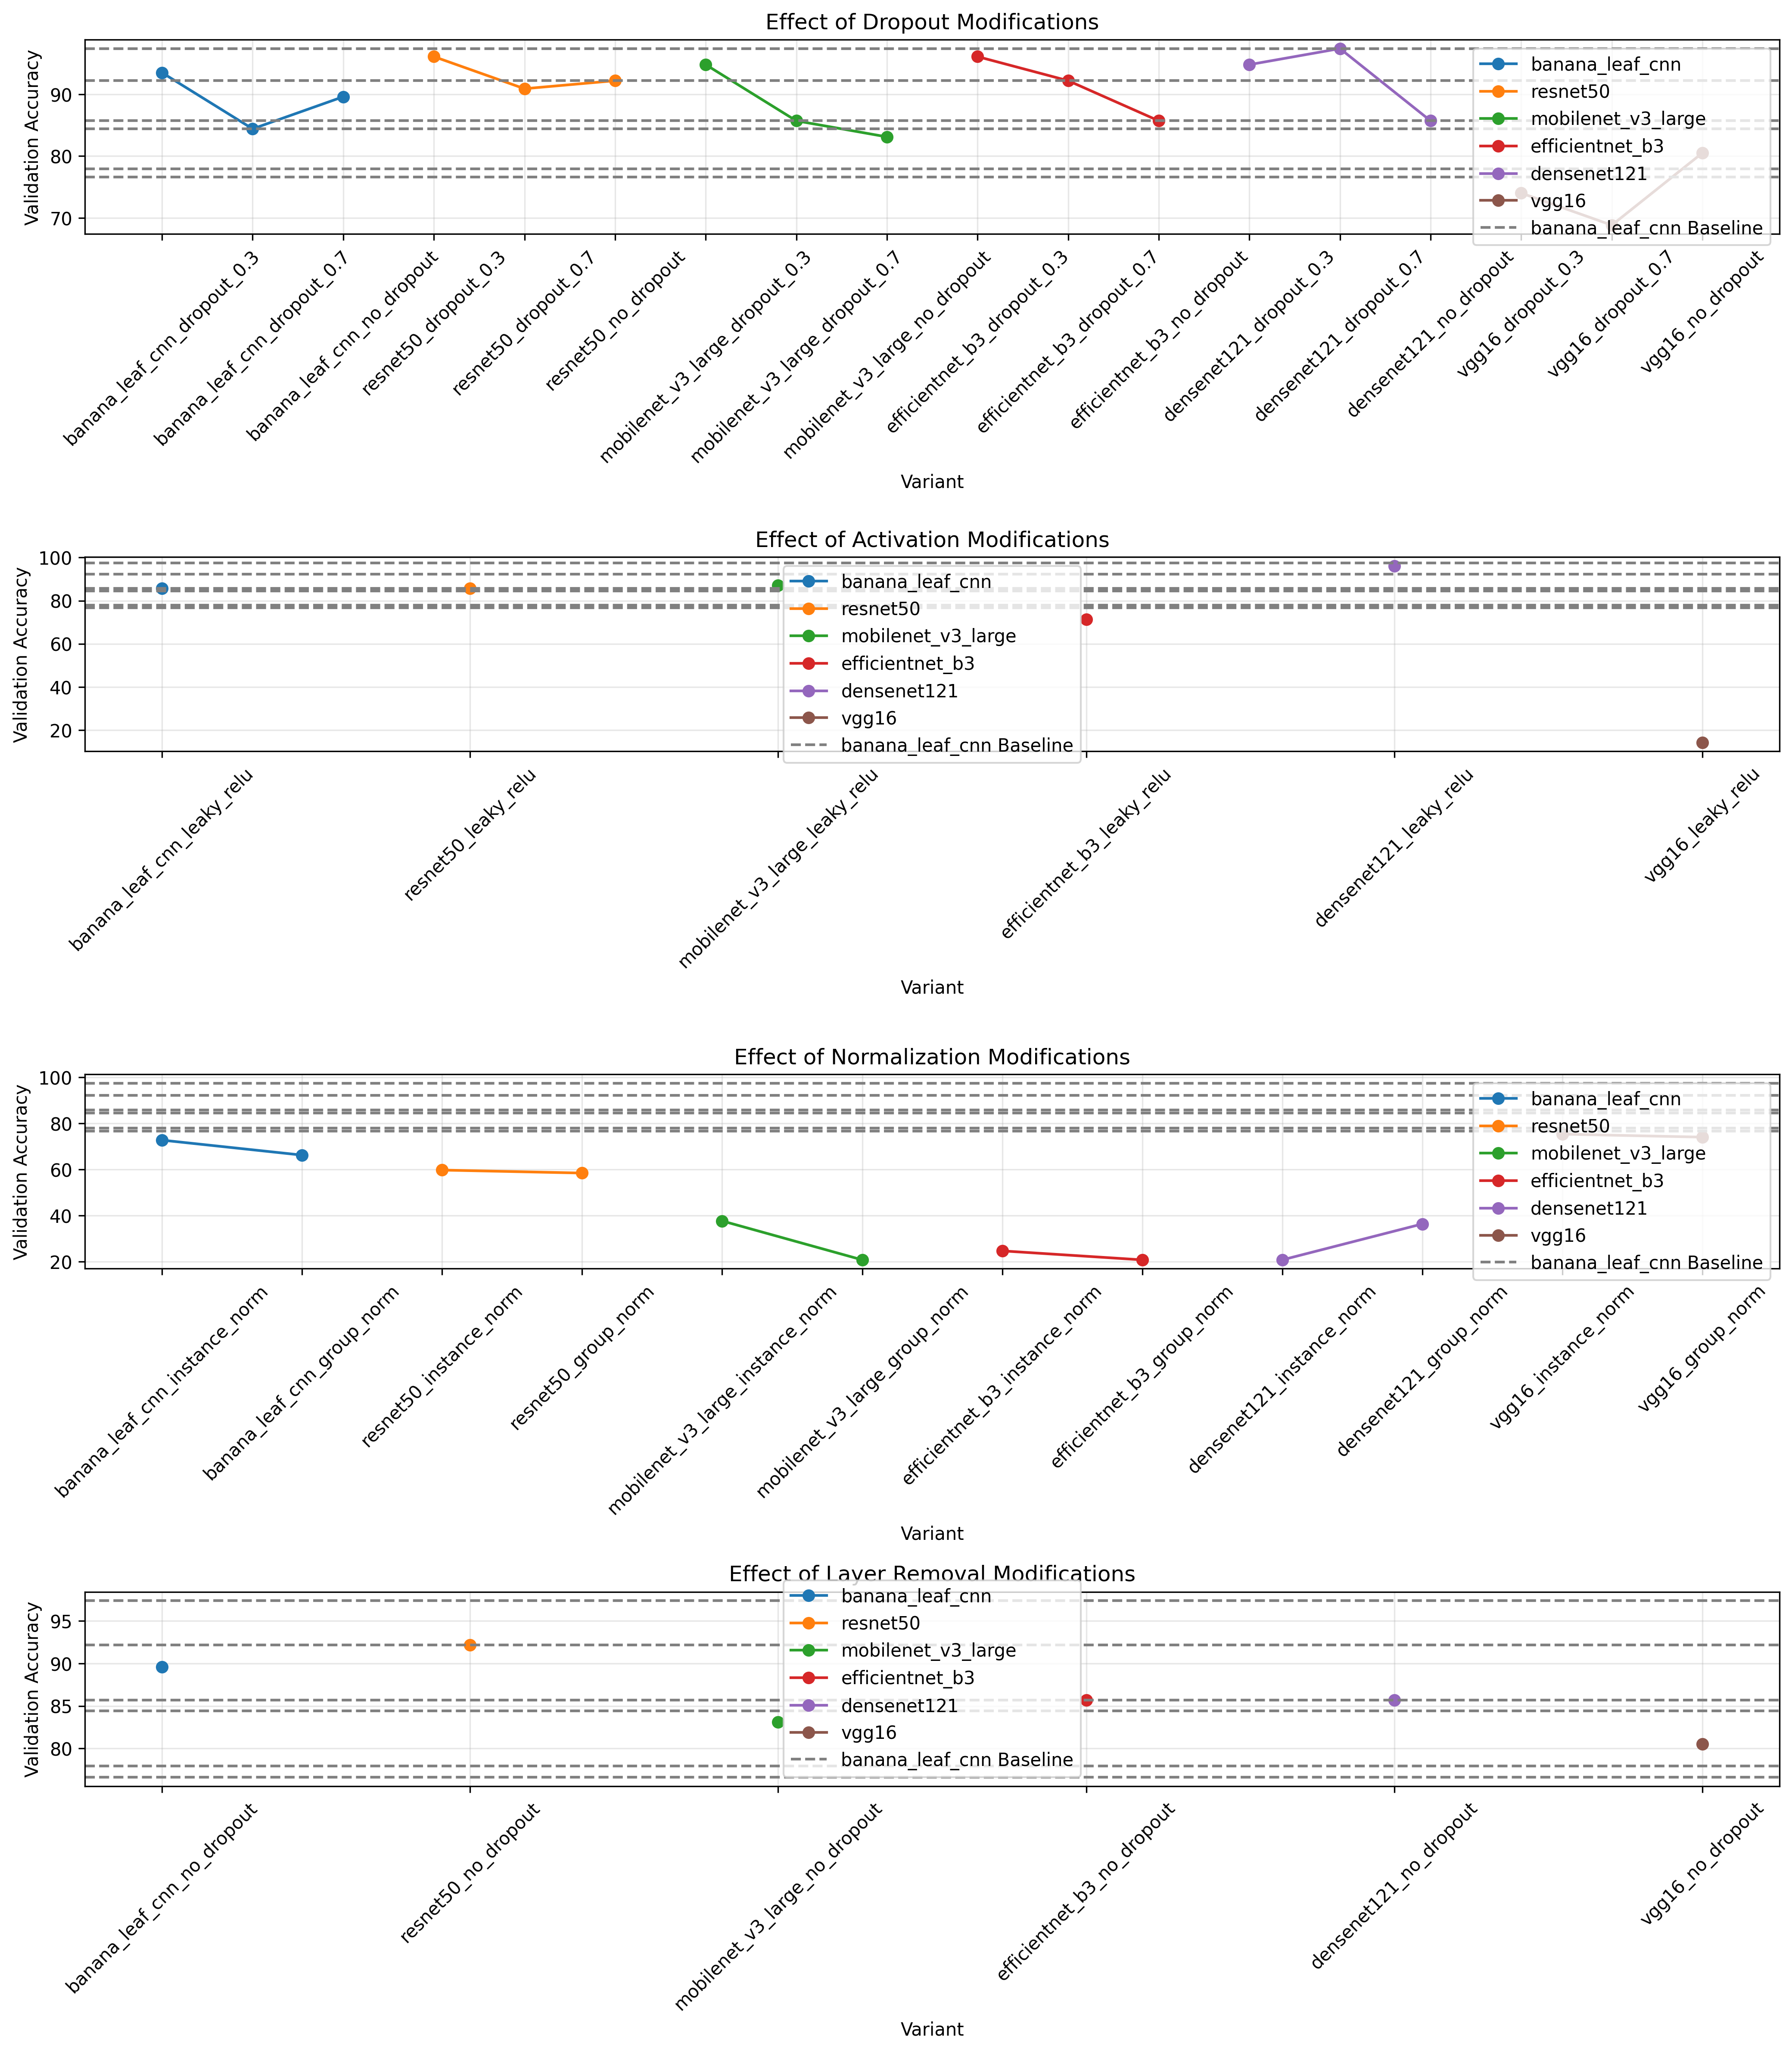 Effect of Dropout Modifications
Validation Accuracy
90
80
70
banana_leaf_cnn
resnet50
mobilenet_v3_large
efficientnet_b3
densenet121
vgg16
banana_leaf_cnn Baseline
banana_leaf_cnn_dropout_0.3
banana_leaf_cnn_dropout_0.7
banana_leaf_cnn_no_dropout
resnet50_dropout_0.3
resnet50_dropout_0.7
resnet50_no_dropout
mobilenet_v3_large_dropout_0.3
mobilenet_v3_large_dropout_0.7
mobilenet_v3_large_no_dropout
efficientnet_b3_dropout_0.3
efficientnet_b3_dropout_0.7
efficientnet_b3_no_dropout
densenet121_dropout_0.3
densenet121_dropout_0.7
densenet121_no_dropout
vgg16_dropout_0.3
vgg16_dropout_0.7
vgg16_no_dropout
Variant
Effect of Activation Modifications
Validation Accuracy
100
80
60
40
20
banana_leaf_cnn
resnet50
mobilenet_v3_large
efficientnet_b3
densenet121
vgg16
banana_leaf_cnn Baseline
banana_leaf_cnn_leaky_relu
resnet50_leaky_relu
mobilenet_v3_large_leaky_relu
efficientnet_b3_leaky_relu
densenet121_leaky_relu
vgg16_leaky_relu
Variant
Effect of Normalization Modifications
Validation Accuracy
100
80
60
40
20
banana_leaf_cnn
resnet50
mobilenet_v3_large
efficientnet_b3
densenet121
vgg16
banana_leaf_cnn Baseline
banana_leaf_cnn_instance_norm
banana_leaf_cnn_group_norm
resnet50_instance_norm
resnet50_group_norm
mobilenet_v3_large_instance_norm
mobilenet_v3_large_group_norm
efficientnet_b3_instance_norm
efficientnet_b3_group_norm
densenet121_instance_norm
densenet121_group_norm
vgg16_instance_norm
vgg16_group_norm
Variant
Effect of Layer Removal Modifications
Validation Accuracy
95
90
85
80
banana_leaf_cnn
resnet50
mobilenet_v3_large
efficientnet_b3
densenet121
vgg16
banana_leaf_cnn Baseline
banana_leaf_cnn_no_dropout
resnet50_no_dropout
mobilenet_v3_large_no_dropout
efficientnet_b3_no_dropout
densenet121_no_dropout
vgg16_no_dropout
Variant